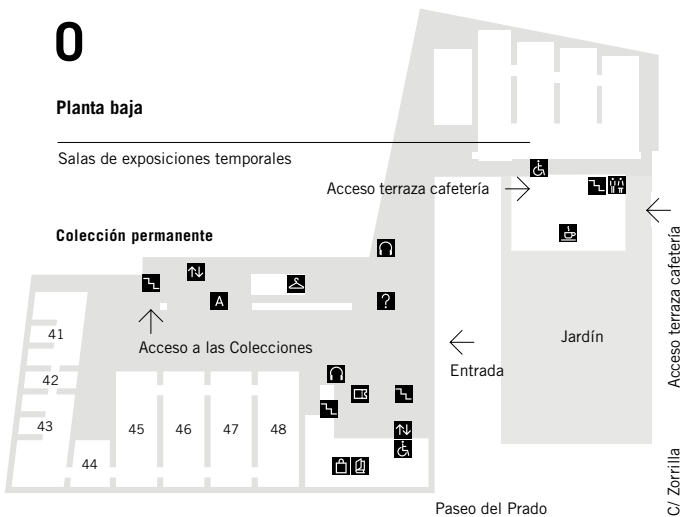 0
Planta baja
Salas de exposiciones temporales
Acceso terraza cafetería
Colección permanente
A
?
Acceso a las Colecciones
Entrada
Jardín
Acceso terraza cafetería
41
42
43
44
45
46
47
48
Paseo del Prado
C/ Zorrilla